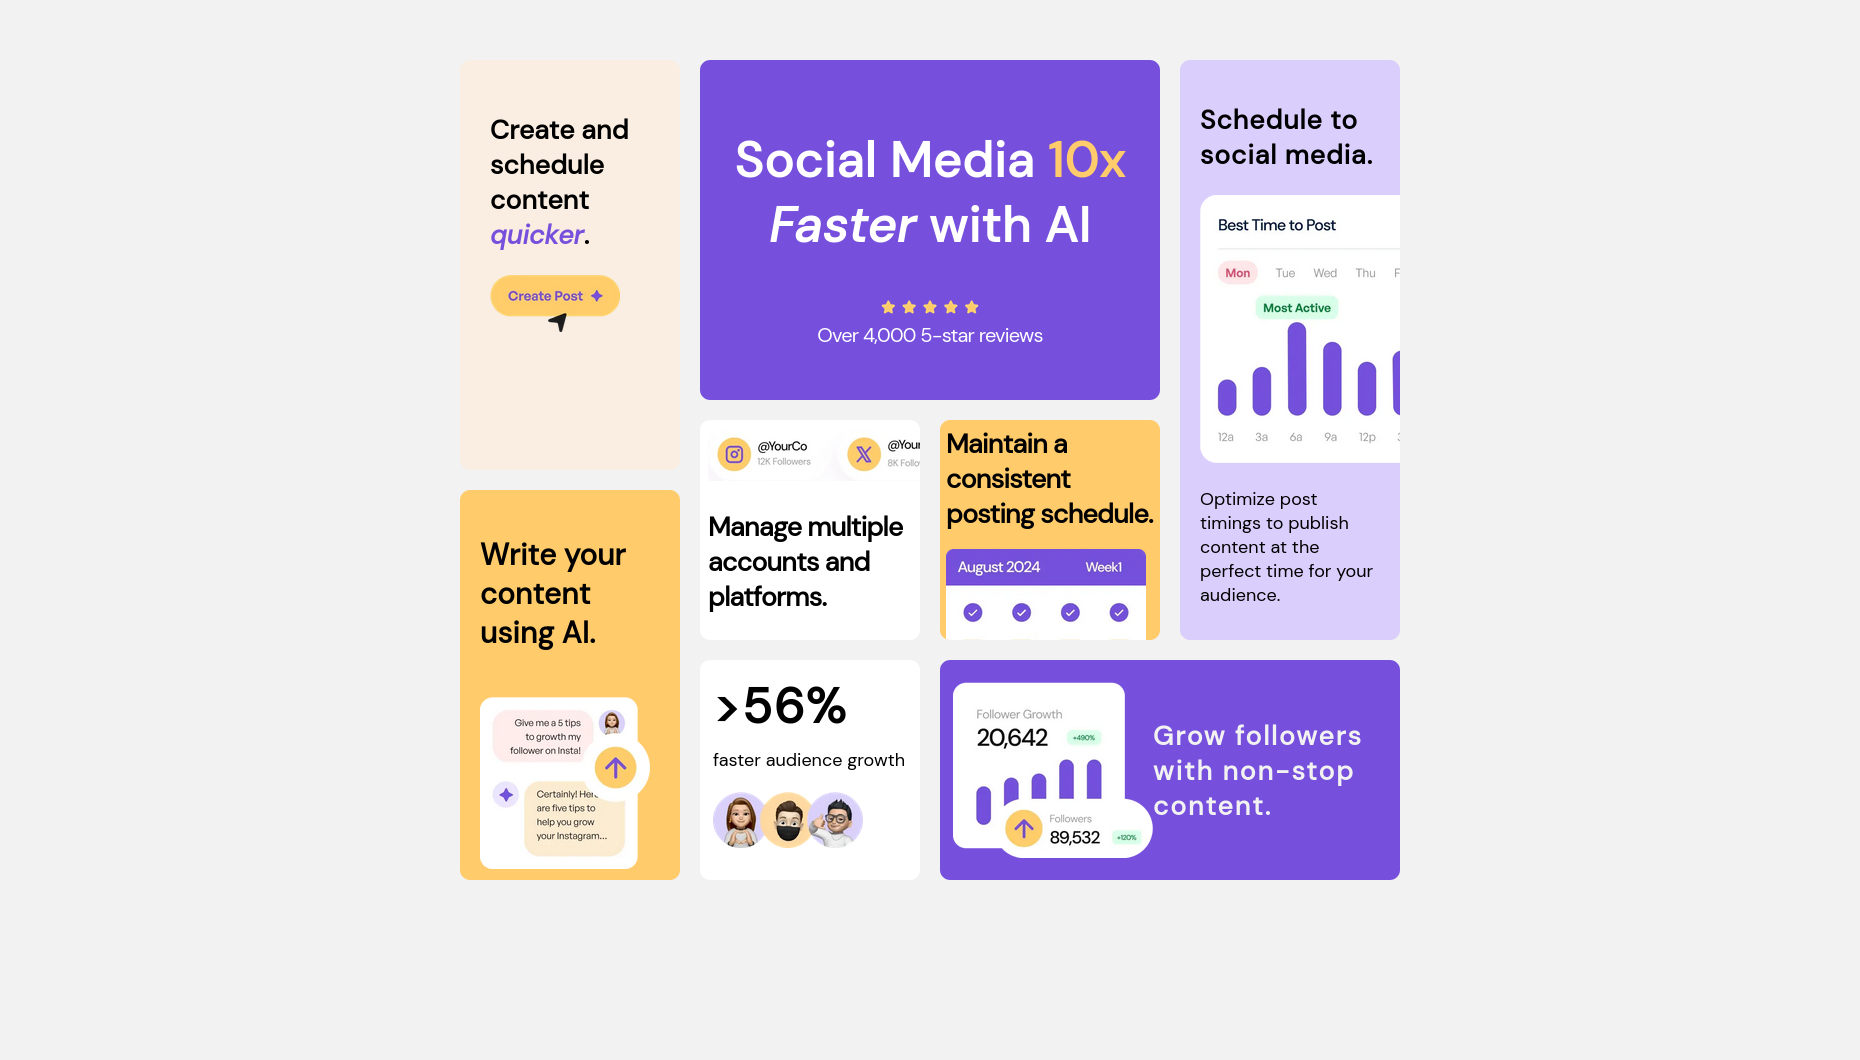 Create and
schedule
content
quicker.
Create Post
Social Media 10x
Faster with AI
Over 4,000 5-star reviews
Schedule to
social media.
Best Time to Post
Mon Tue Wed Thu F
Most Active
12a 3a 6a 9a 12p
Optimize post
timings to publish
content at the
perfect time for your
audience.
@YourCo
12K Followers
@Your
8K Follo
Manage multiple
accounts and
platforms.
Maintain a
consistent
posting schedule.
August 2024 Week1
Write your
content
using AI.
Give me a 5 tips
to growth my
follower on Insta!
Certainly! Here
are five tips to
help you grow
your Instagram...
>56%
faster audience growth
Follower Growth
20,642 +490%
Followers
89,532 +120%
Grow followers
with non-stop
content.